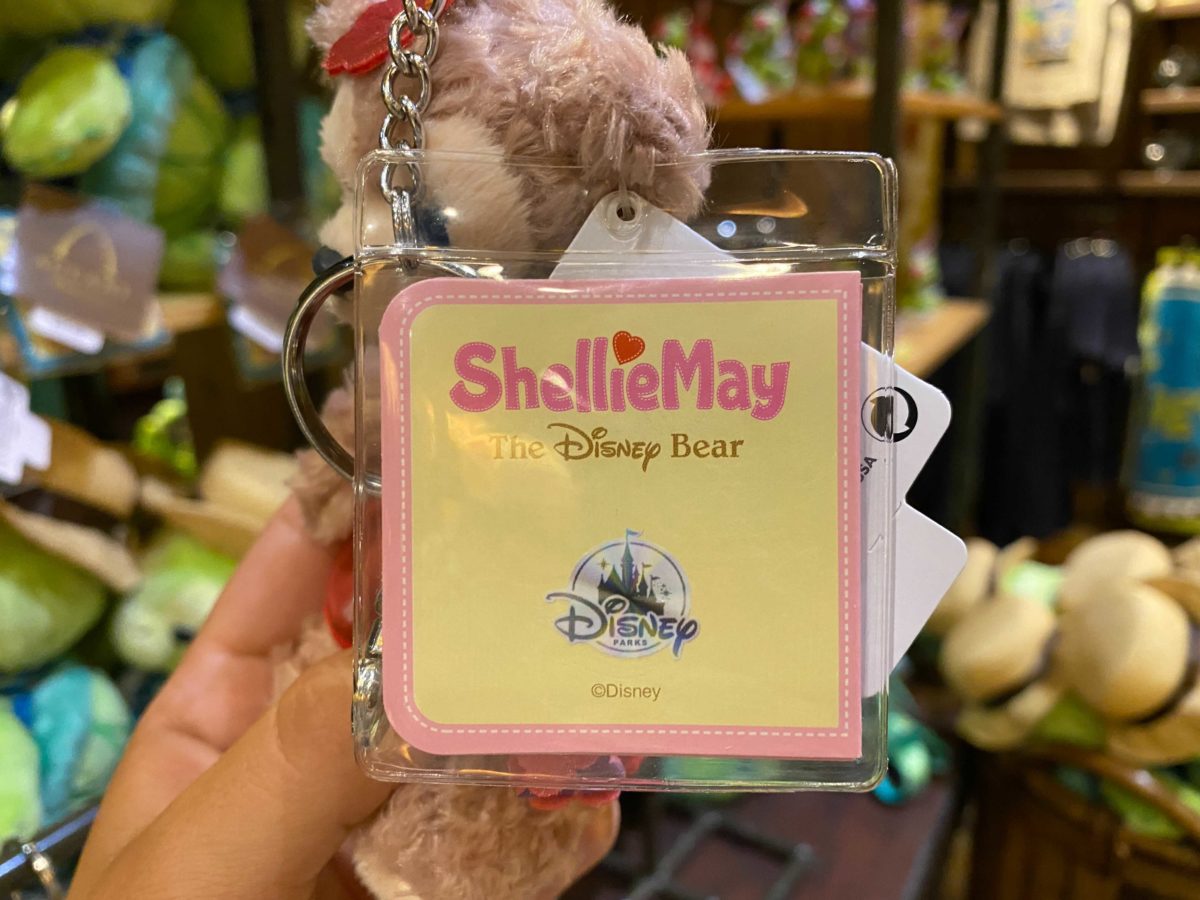 ShellieMay
The Disney Bear
Disney
PARKS
©Disney